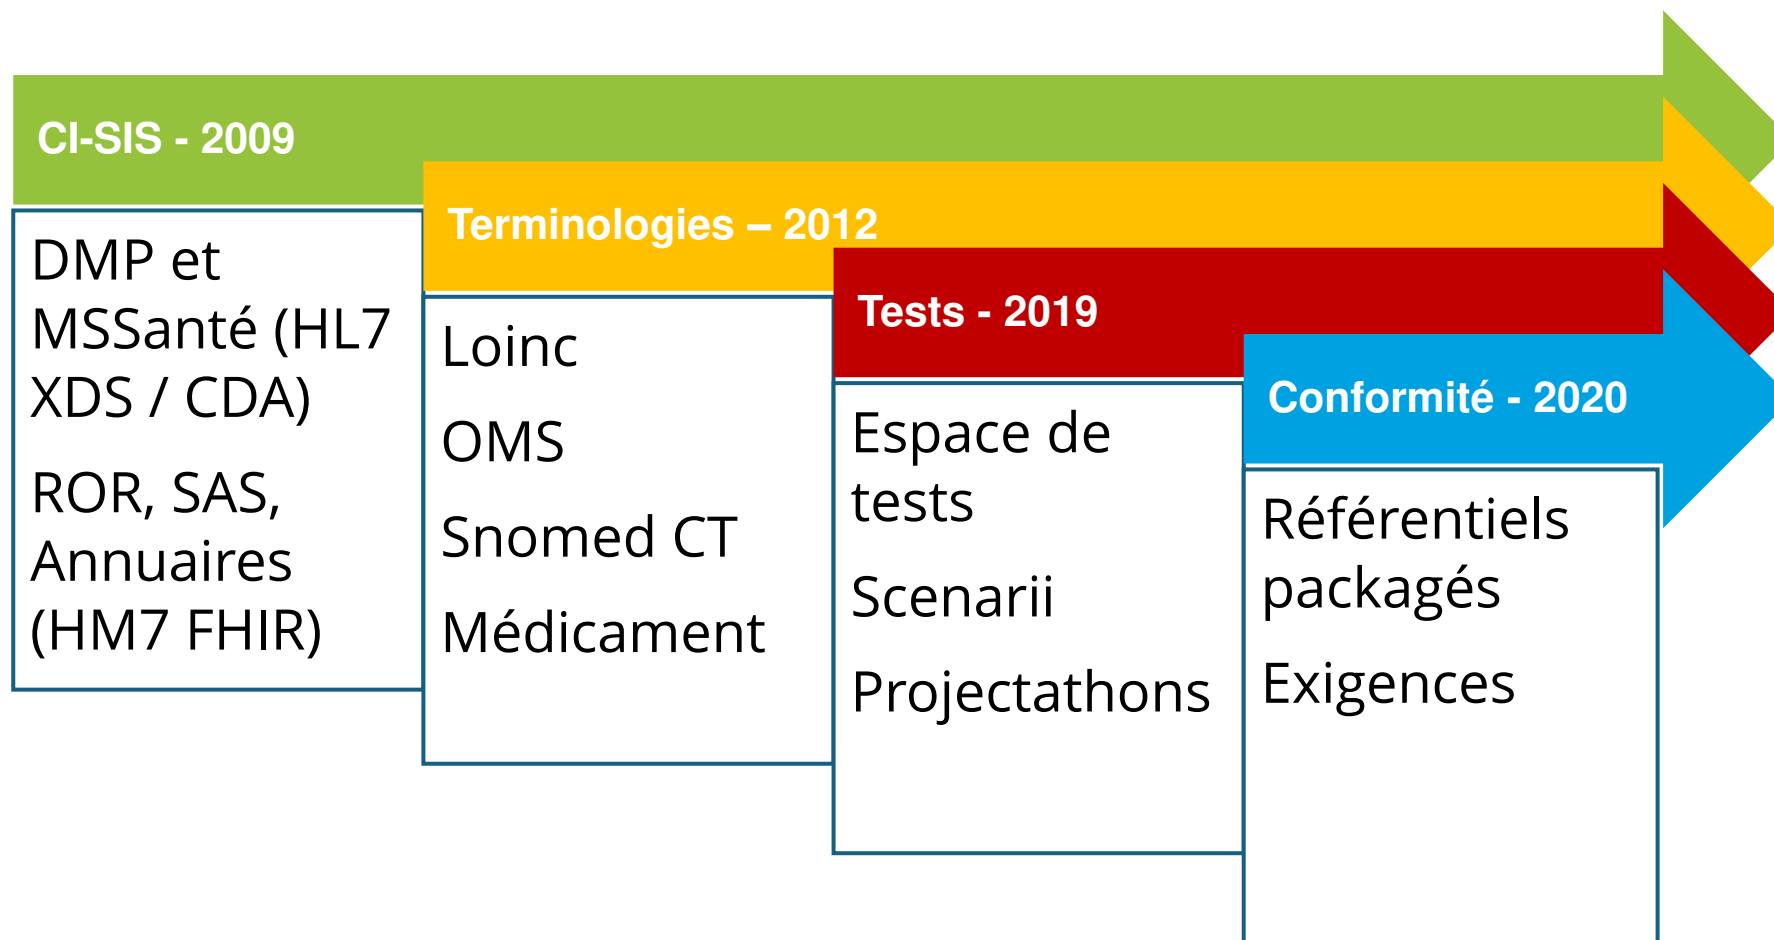 CI-SIS - 2009
DMP et
MSSanté (HL7
XDS / CDA)
ROR, SAS,
Annuaires
(HM7 FHIR)
Terminologies – 2012
Loinc
OMS
Snomed CT
Médicament
Tests - 2019
Espace de
tests
Scenarii
Projectathons
Conformité - 2020
Référentiels
packagés
Exigences